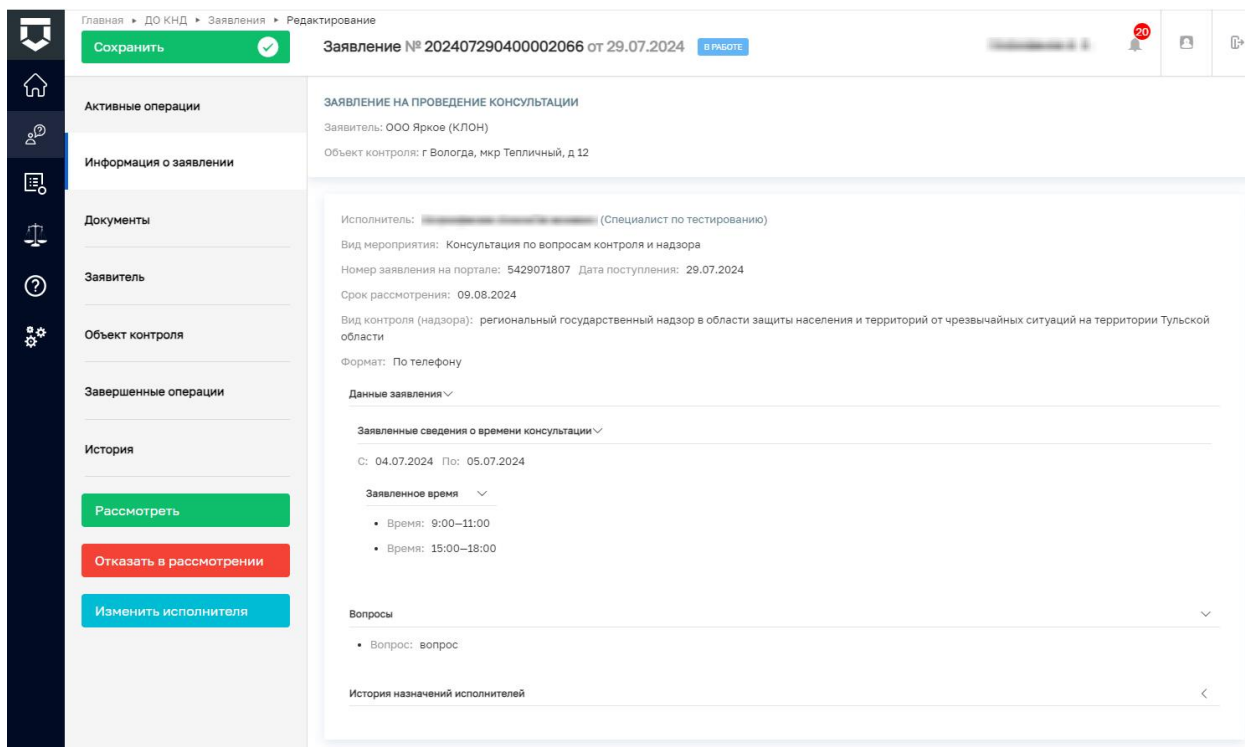 Главная ▸ ДО КНД ▸ Заявления ▸ Редактирование
Сохранить
Заявление № 202407290400002066 от 29.07.2024 В РАБОТЕ
20
Активные операции
Информация о заявлении
Документы
Заявитель
Объект контроля
Завершенные операции
История
Рассмотреть
Отказать в рассмотрении
Изменить исполнителя
ЗАЯВЛЕНИЕ НА ПРОВЕДЕНИЕ КОНСУЛЬТАЦИИ
Заявитель: ООО Яркое (КЛОН)
Объект контроля: г Вологда, мкр Тепличный, д 12
Исполнитель: (Специалист по тестированию)
Вид мероприятия: Консультация по вопросам контроля и надзора
Номер заявления на портале: 5429071807 Дата поступления: 29.07.2024
Срок рассмотрения: 09.08.2024
Вид контроля (надзора): региональный государственный надзор в области защиты населения и территорий от чрезвычайных ситуаций на территории Тульской
области
Формат: По телефону
Данные заявления
Заявленные сведения о времени консультации
С: 04.07.2024 По: 05.07.2024
Заявленное время
• Время: 9:00—11:00
• Время: 15:00—18:00
Вопросы
• Вопрос: вопрос
История назначений исполнителей